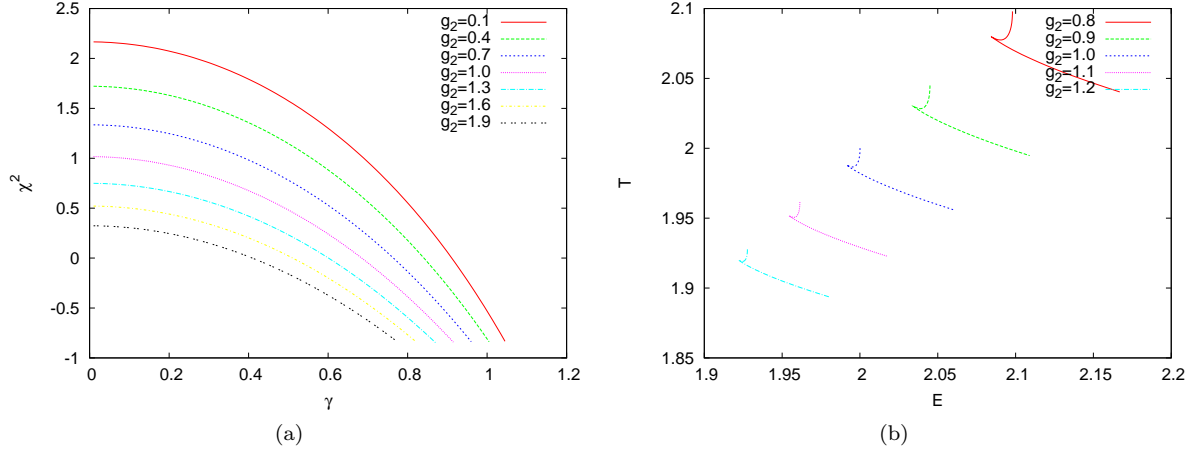 2.5
2
1.5
1
0.5
0
-0.5
-1
χ²
0 0.2 0.4 0.6 0.8 1 1.2
γ
g₂=0.1
g₂=0.4
g₂=0.7
g₂=1.0
g₂=1.3
g₂=1.6
g₂=1.9
(a)
2.1
2.05
2
1.95
1.9
1.85
T
1.9 1.95 2 2.05 2.1 2.15 2.2
E
g₂=0.8
g₂=0.9
g₂=1.0
g₂=1.1
g₂=1.2
(b)